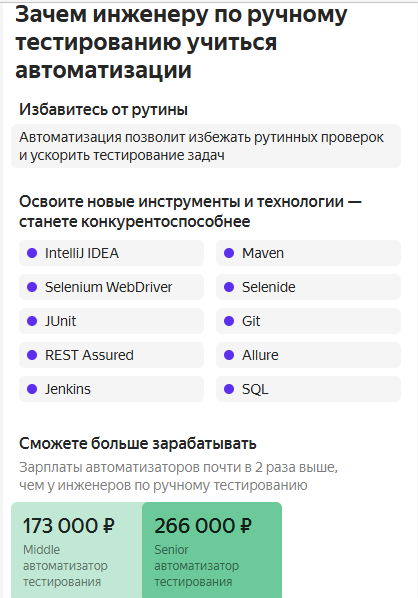 Зачем инженеру по ручному
тестированию учиться
автоматизации
Избавитесь от рутины
Автоматизация позволит избежать рутинных проверок
и ускорить тестирование задач
Освоите новые инструменты и технологии —
станете конкурентоспособнее
IntelliJ IDEA
Maven
Selenium WebDriver
Selenide
JUnit
Git
REST Assured
Allure
Jenkins
SQL
Сможете больше зарабатывать
Зарплаты автоматизаторов почти в 2 раза выше,
чем у инженеров по ручному тестированию
173 000 ₽
Middle
автоматизатор
тестирования
266 000 ₽
Senior
автоматизатор
тестирования